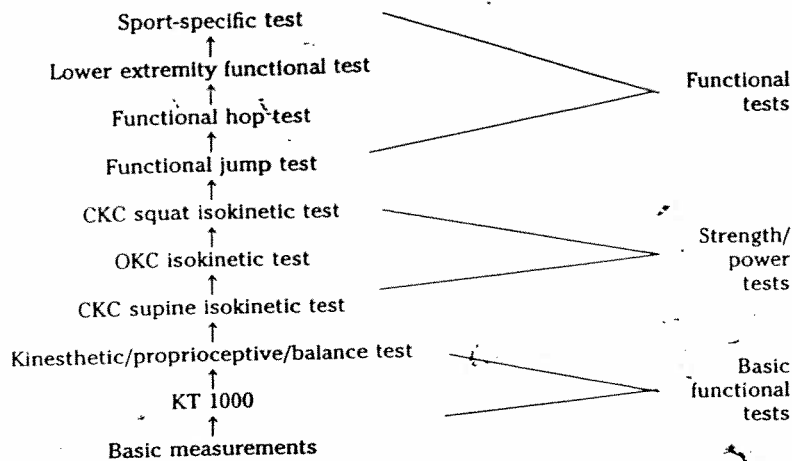 Sport-specific test
↑
Lower extremity functional test
↑
Functional hop test
↑
Functional jump test
↑
CKC squat isokinetic test
↑
OKC isokinetic test
↑
CKC supine isokinetic test
↑
Kinesthetic/proprioceptive/balance test
↑
KT 1000
↑
Basic measurements
Functional
tests
Strength/
power
tests
Basic
functional
tests